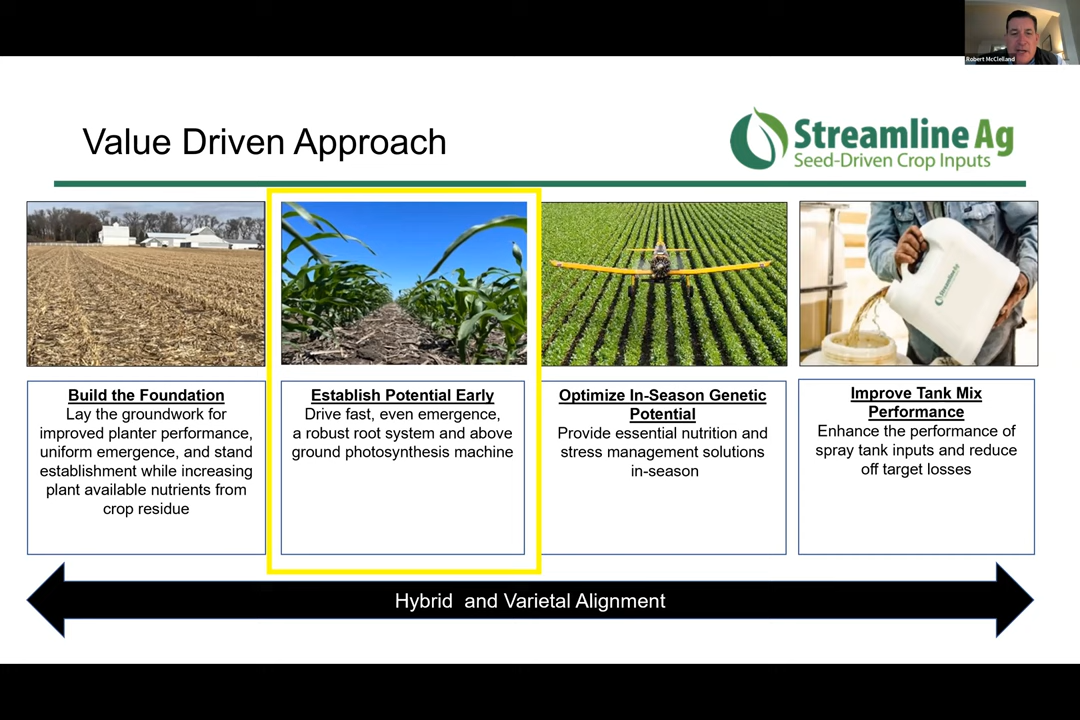 Robert McClelland
Value Driven Approach
Streamline Ag
Seed-Driven Crop Inputs
Streamline Ag
Build the Foundation
Lay the groundwork for
improved planter performance,
uniform emergence, and stand
establishment while increasing
plant available nutrients from
crop residue
Establish Potential Early
Drive fast, even emergence,
a robust root system and above
ground photosynthesis machine
Optimize In-Season Genetic
Potential
Provide essential nutrition and
stress management solutions
in-season
Improve Tank Mix
Performance
Enhance the performance of
spray tank inputs and reduce
off target losses
Hybrid  and Varietal Alignment